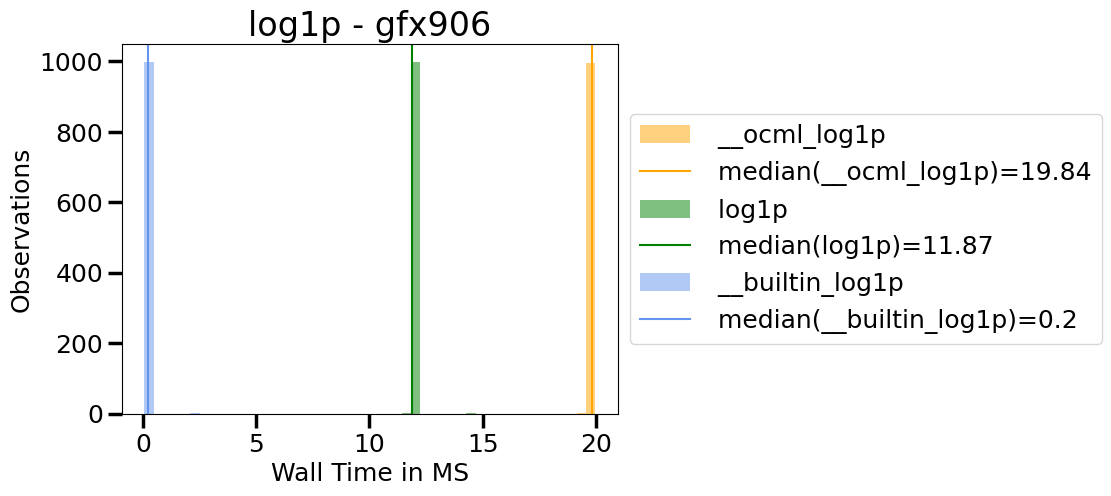 log1p - gfx906
1000
800
600
400
200
0
Observations
0 5 10 15 20
Wall Time in MS
__ocml_log1p
median(__ocml_log1p)=19.84
log1p
median(log1p)=11.87
__builtin_log1p
median(__builtin_log1p)=0.2